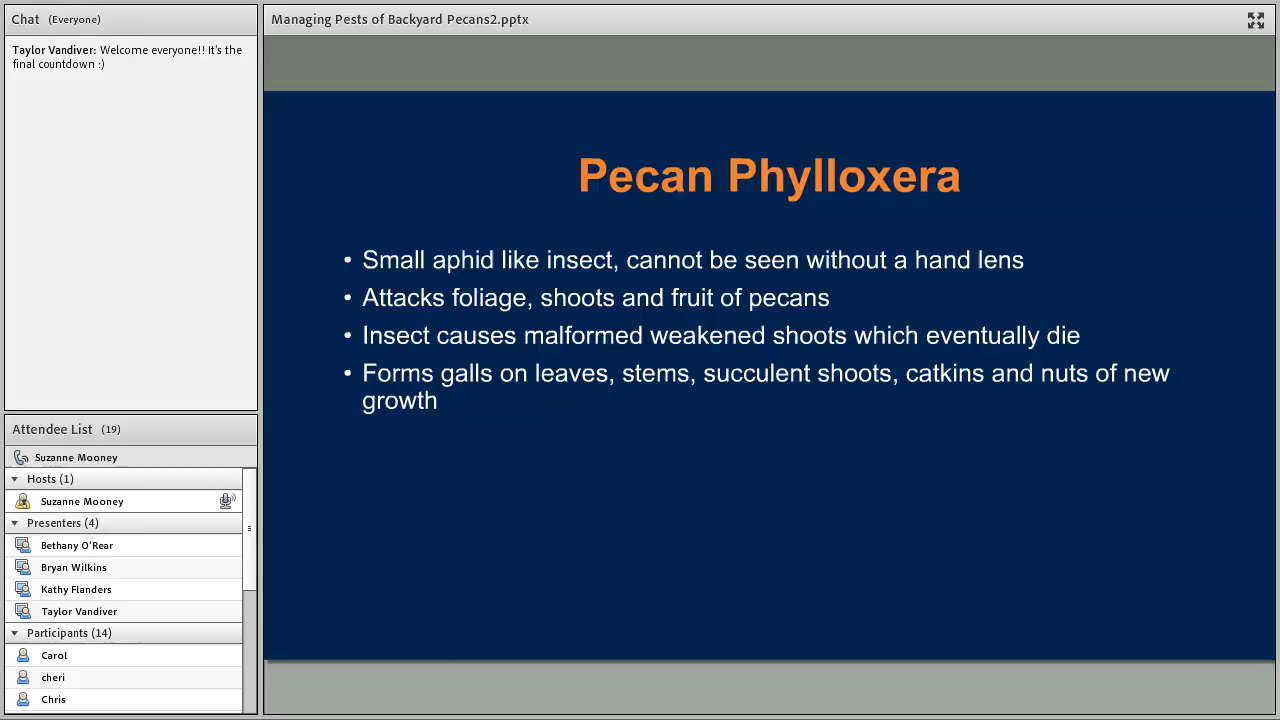 Chat (Everyone)
Taylor Vandiver: Welcome everyone!! It's the
final countdown :)
Attendee List (19)
Suzanne Mooney
Hosts (1)
Suzanne Mooney
Presenters (4)
Bethany O'Rear
Bryan Wilkins
Kathy Flanders
Taylor Vandiver
Participants (14)
Carol
cheri
Chris
Managing Pests of Backyard Pecans2.pptx
Pecan Phylloxera
• Small aphid like insect, cannot be seen without a hand lens
• Attacks foliage, shoots and fruit of pecans
• Insect causes malformed weakened shoots which eventually die
• Forms galls on leaves, stems, succulent shoots, catkins and nuts of new
growth